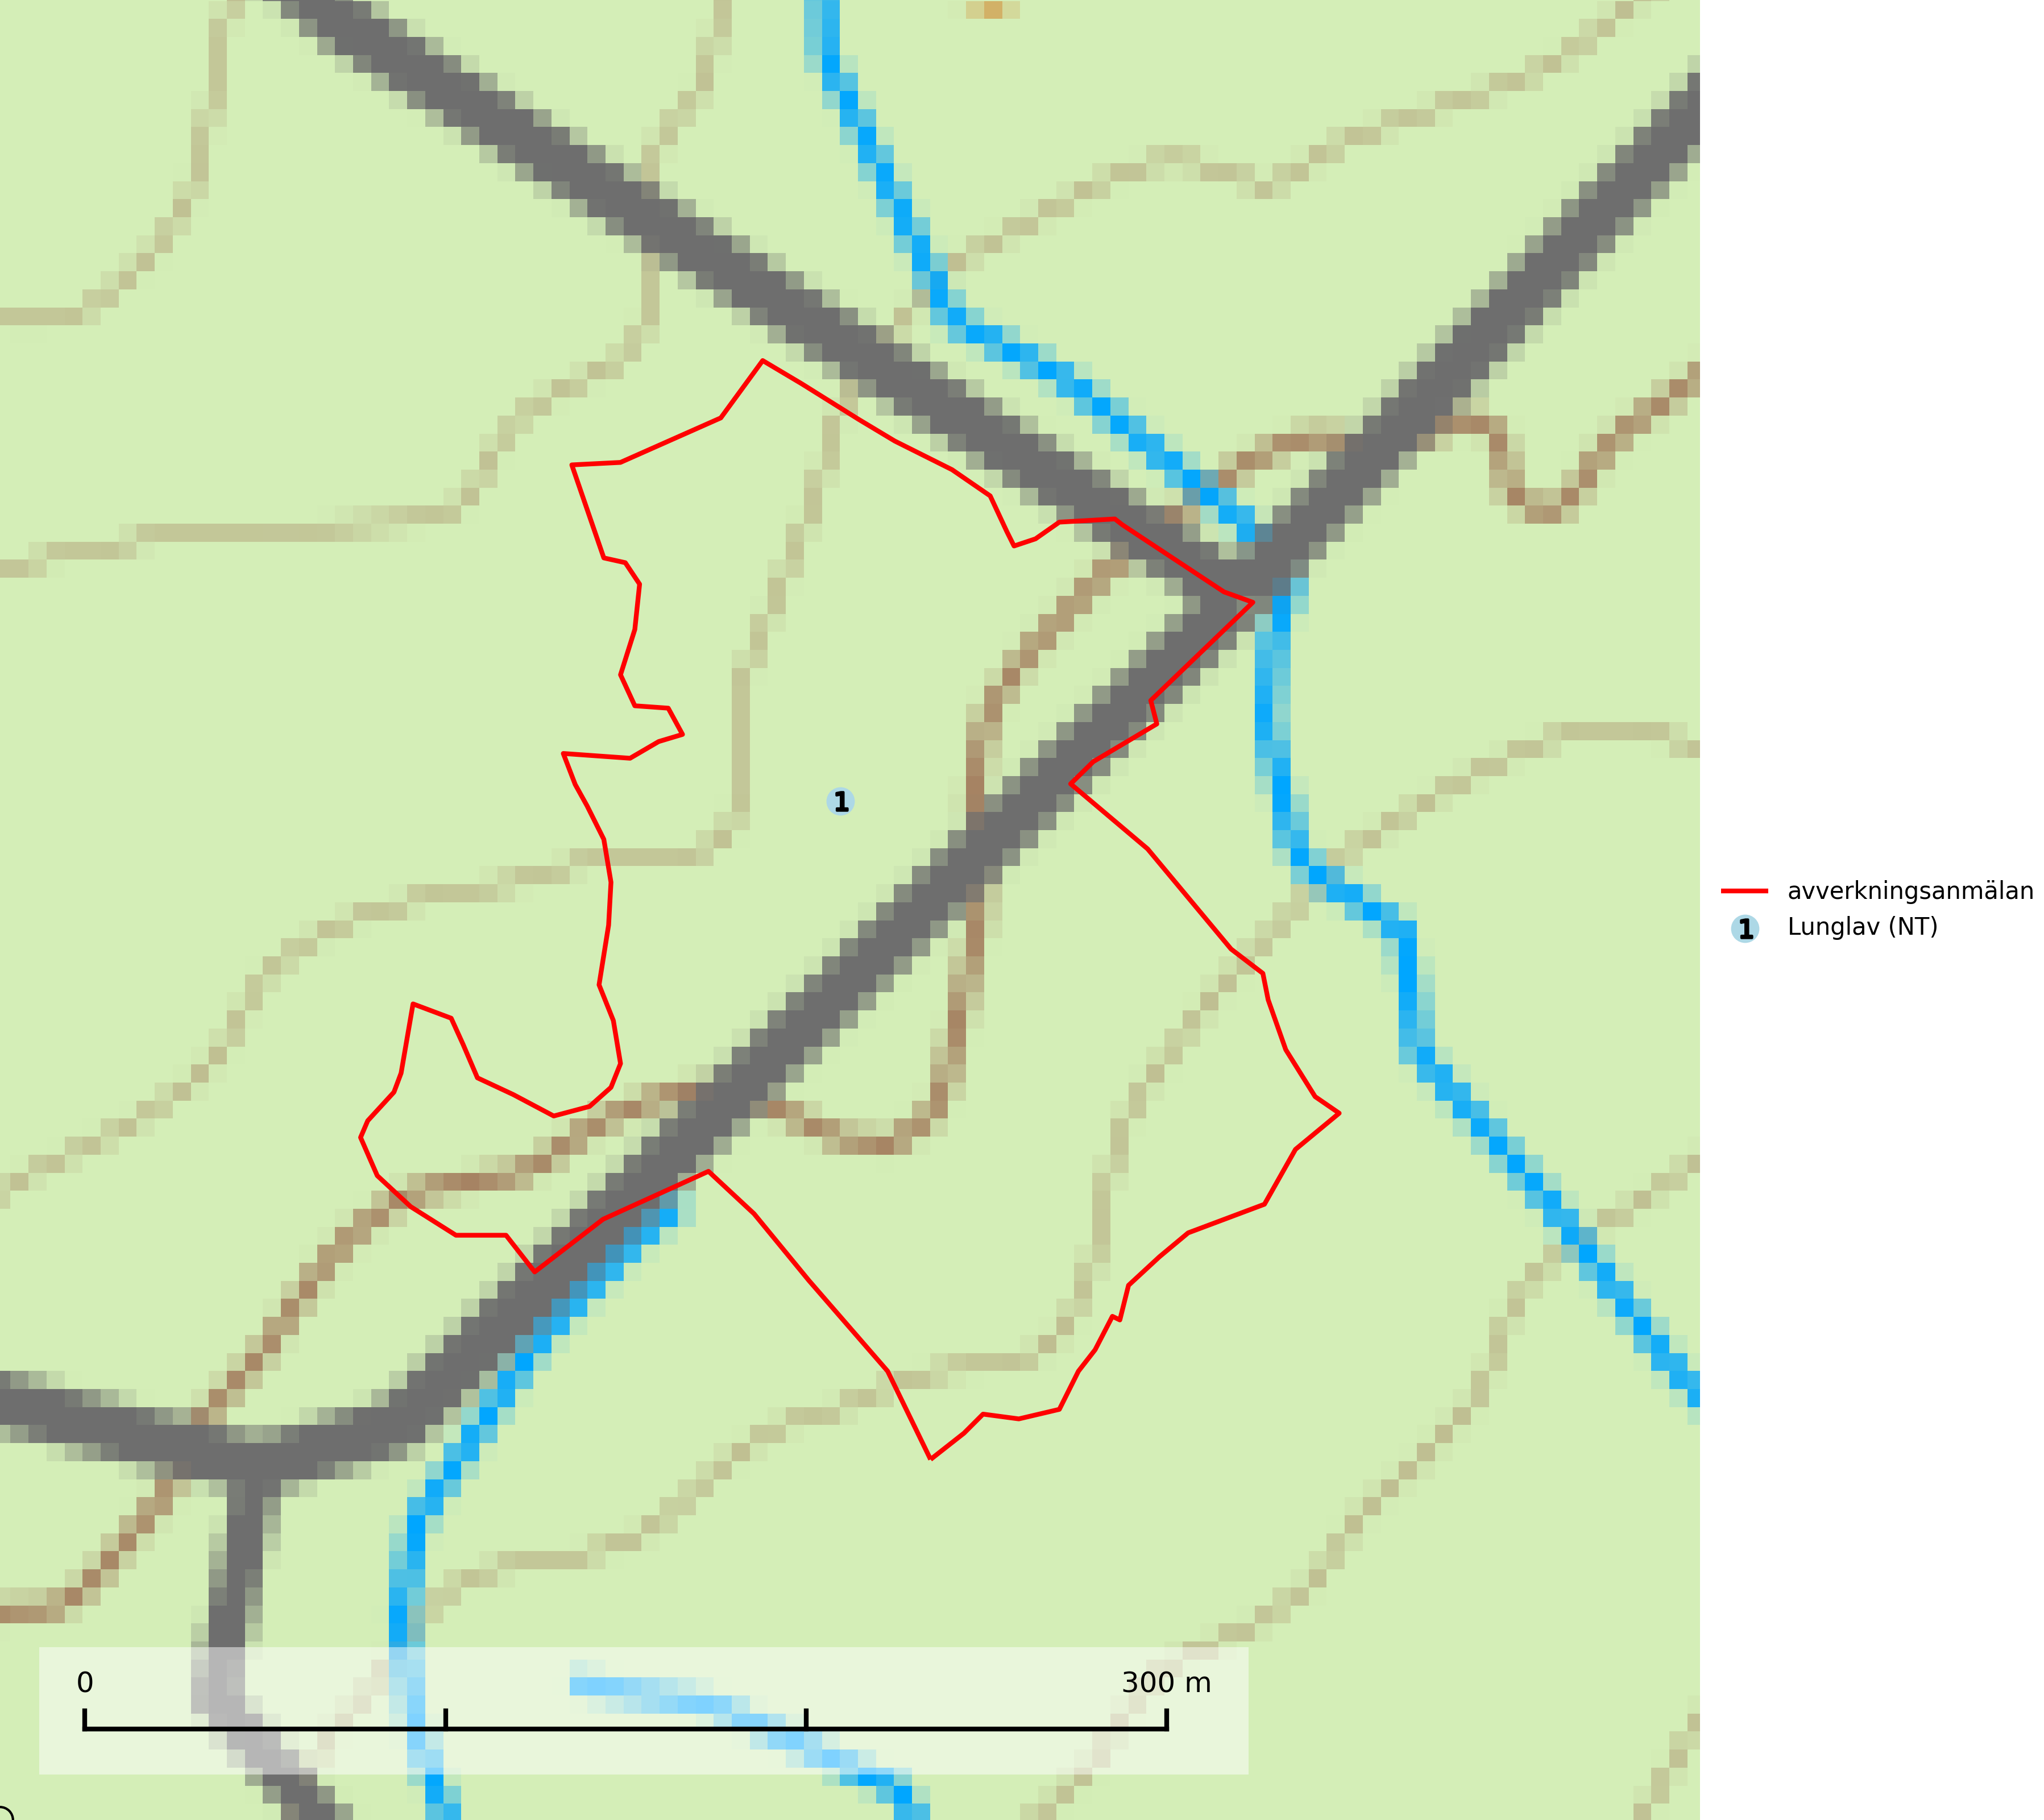 1
avverkningsanmälan
1 Lunglav (NT)
0 300 m